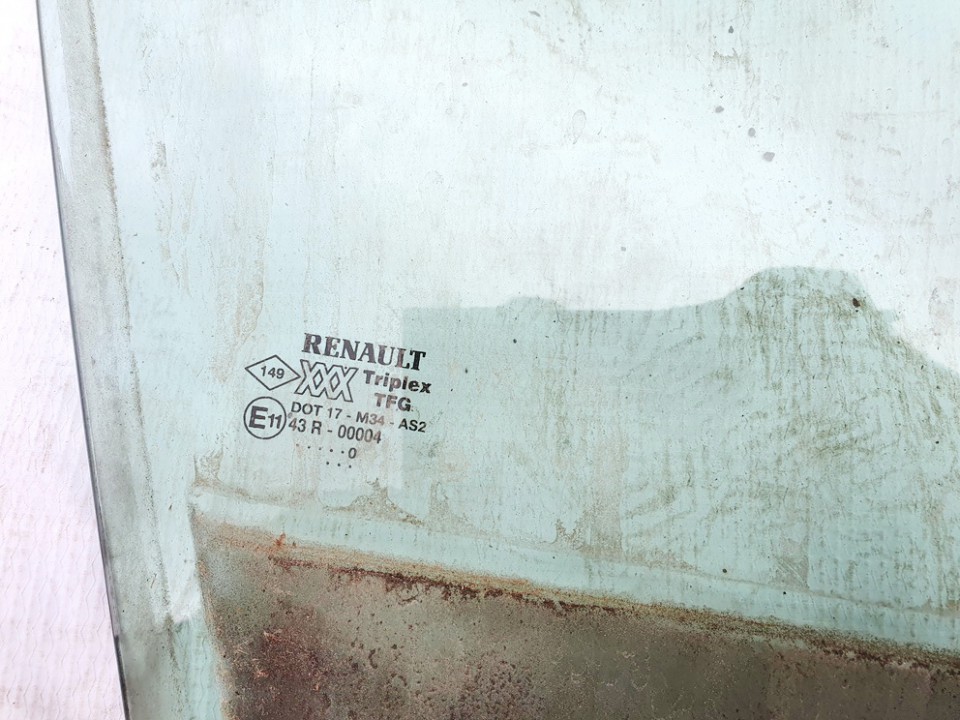 RENAULT
149 XXX Triplex
TFG
E11 DOT 17 - M34 - AS2
43 R - 00004
. . . . . 0
. . .